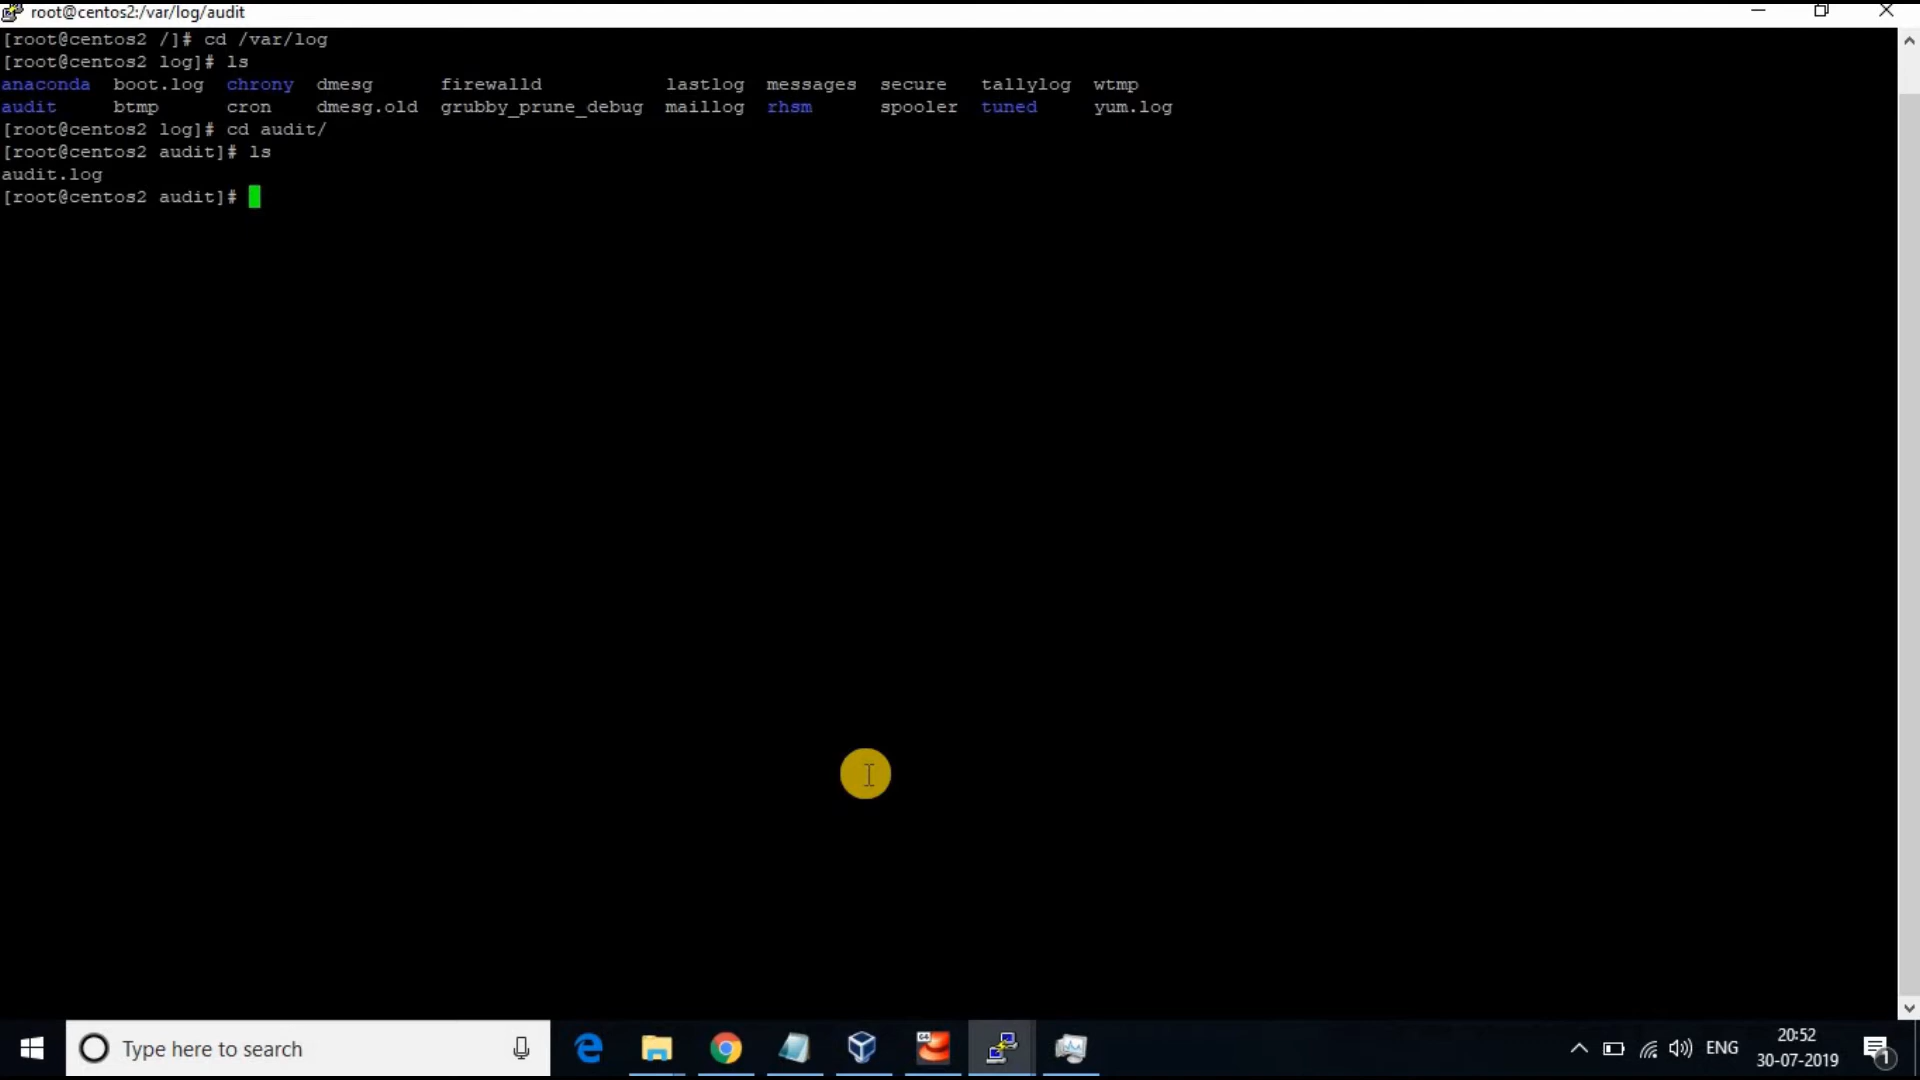 root@centos2:/var/log/audit
[root@centos2 /]# cd /var/log
[root@centos2 log]# ls
anaconda boot.log chrony dmesg firewalld lastlog messages secure tallylog wtmp
audit btmp cron dmesg.old grubby_prune_debug maillog rhsm spooler tuned yum.log
[root@centos2 log]# cd audit/
[root@centos2 audit]# ls
audit.log
[root@centos2 audit]#
Type here to search
64
ENG
20:52
30-07-2019
1